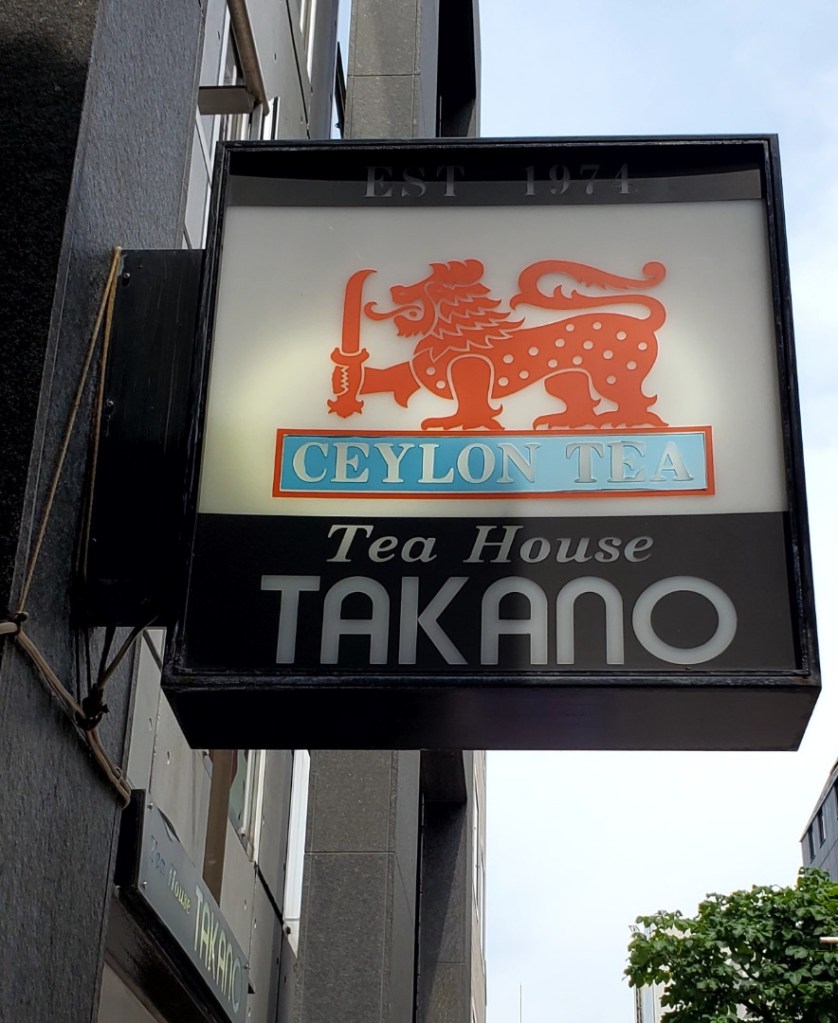 EST 1974
CEYLON TEA
Tea House
TAKANO
Tea House TAKANO